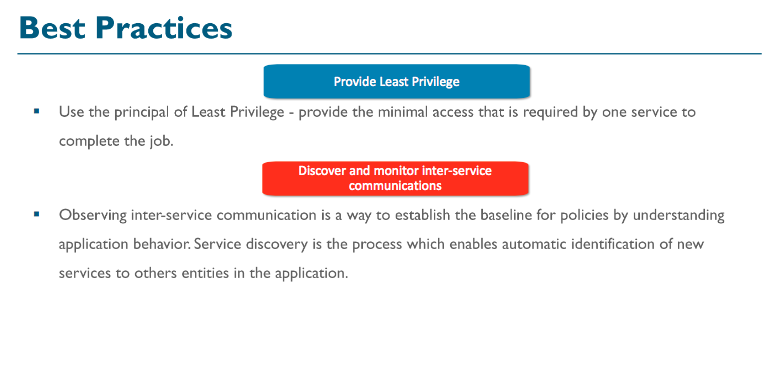 Best Practices
Provide Least Privilege
Use the principal of Least Privilege - provide the minimal access that is required by one service to
complete the job.
Discover and monitor inter-service
communications
Observing inter-service communication is a way to establish the baseline for policies by understanding
application behavior. Service discovery is the process which enables automatic identification of new
services to others entities in the application.